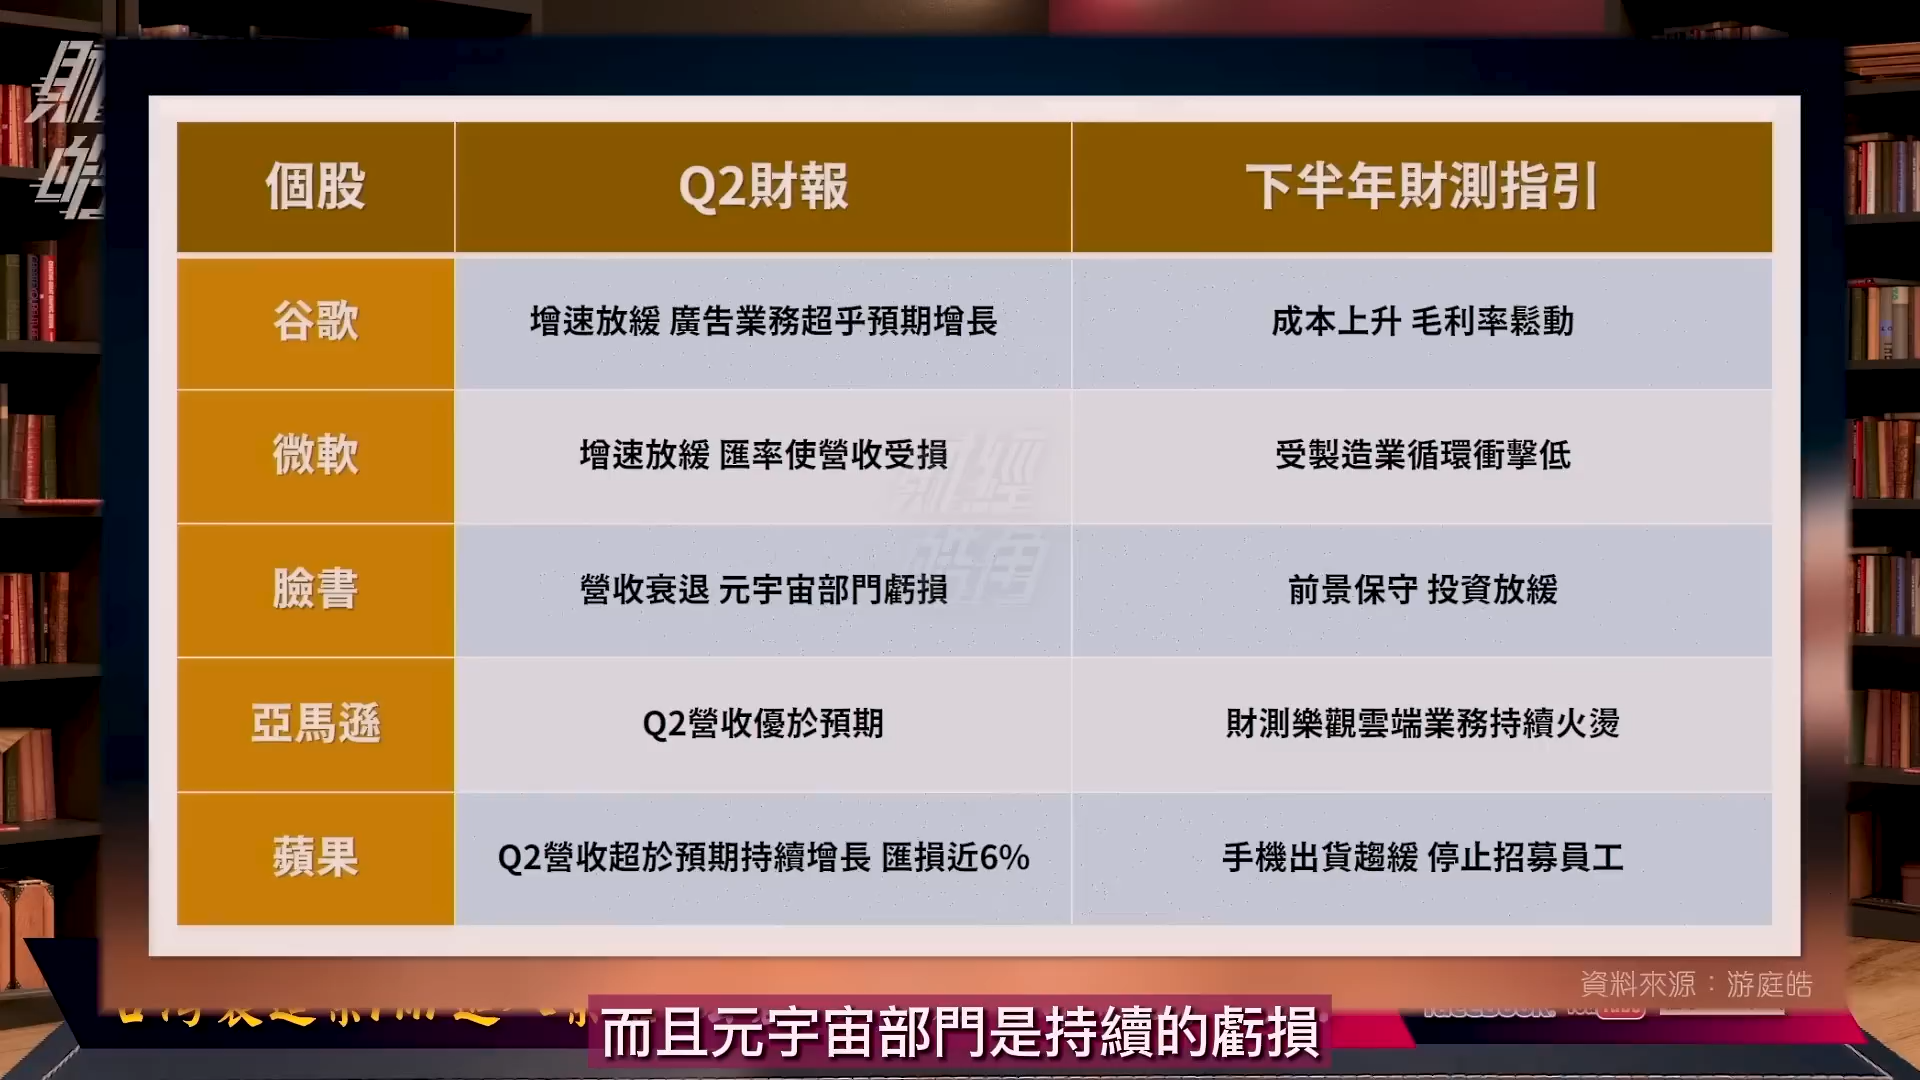 個股 Q2財報 下半年財測指引
谷歌 增速放緩 廣告業務超乎預期增長 成本上升 毛利率鬆動
微軟 增速放緩 匯率使營收受損 受製造業循環衝擊低
臉書 營收衰退 元宇宙部門虧損 前景保守 投資放緩
亞馬遜 Q2營收優於預期 財測樂觀雲端業務持續火燙
蘋果 Q2營收超於預期持續增長 匯損近6% 手機出貨趨緩 停止招募員工
財經
皓角
資料來源：游庭皓
而且元宇宙部門是持續的虧損